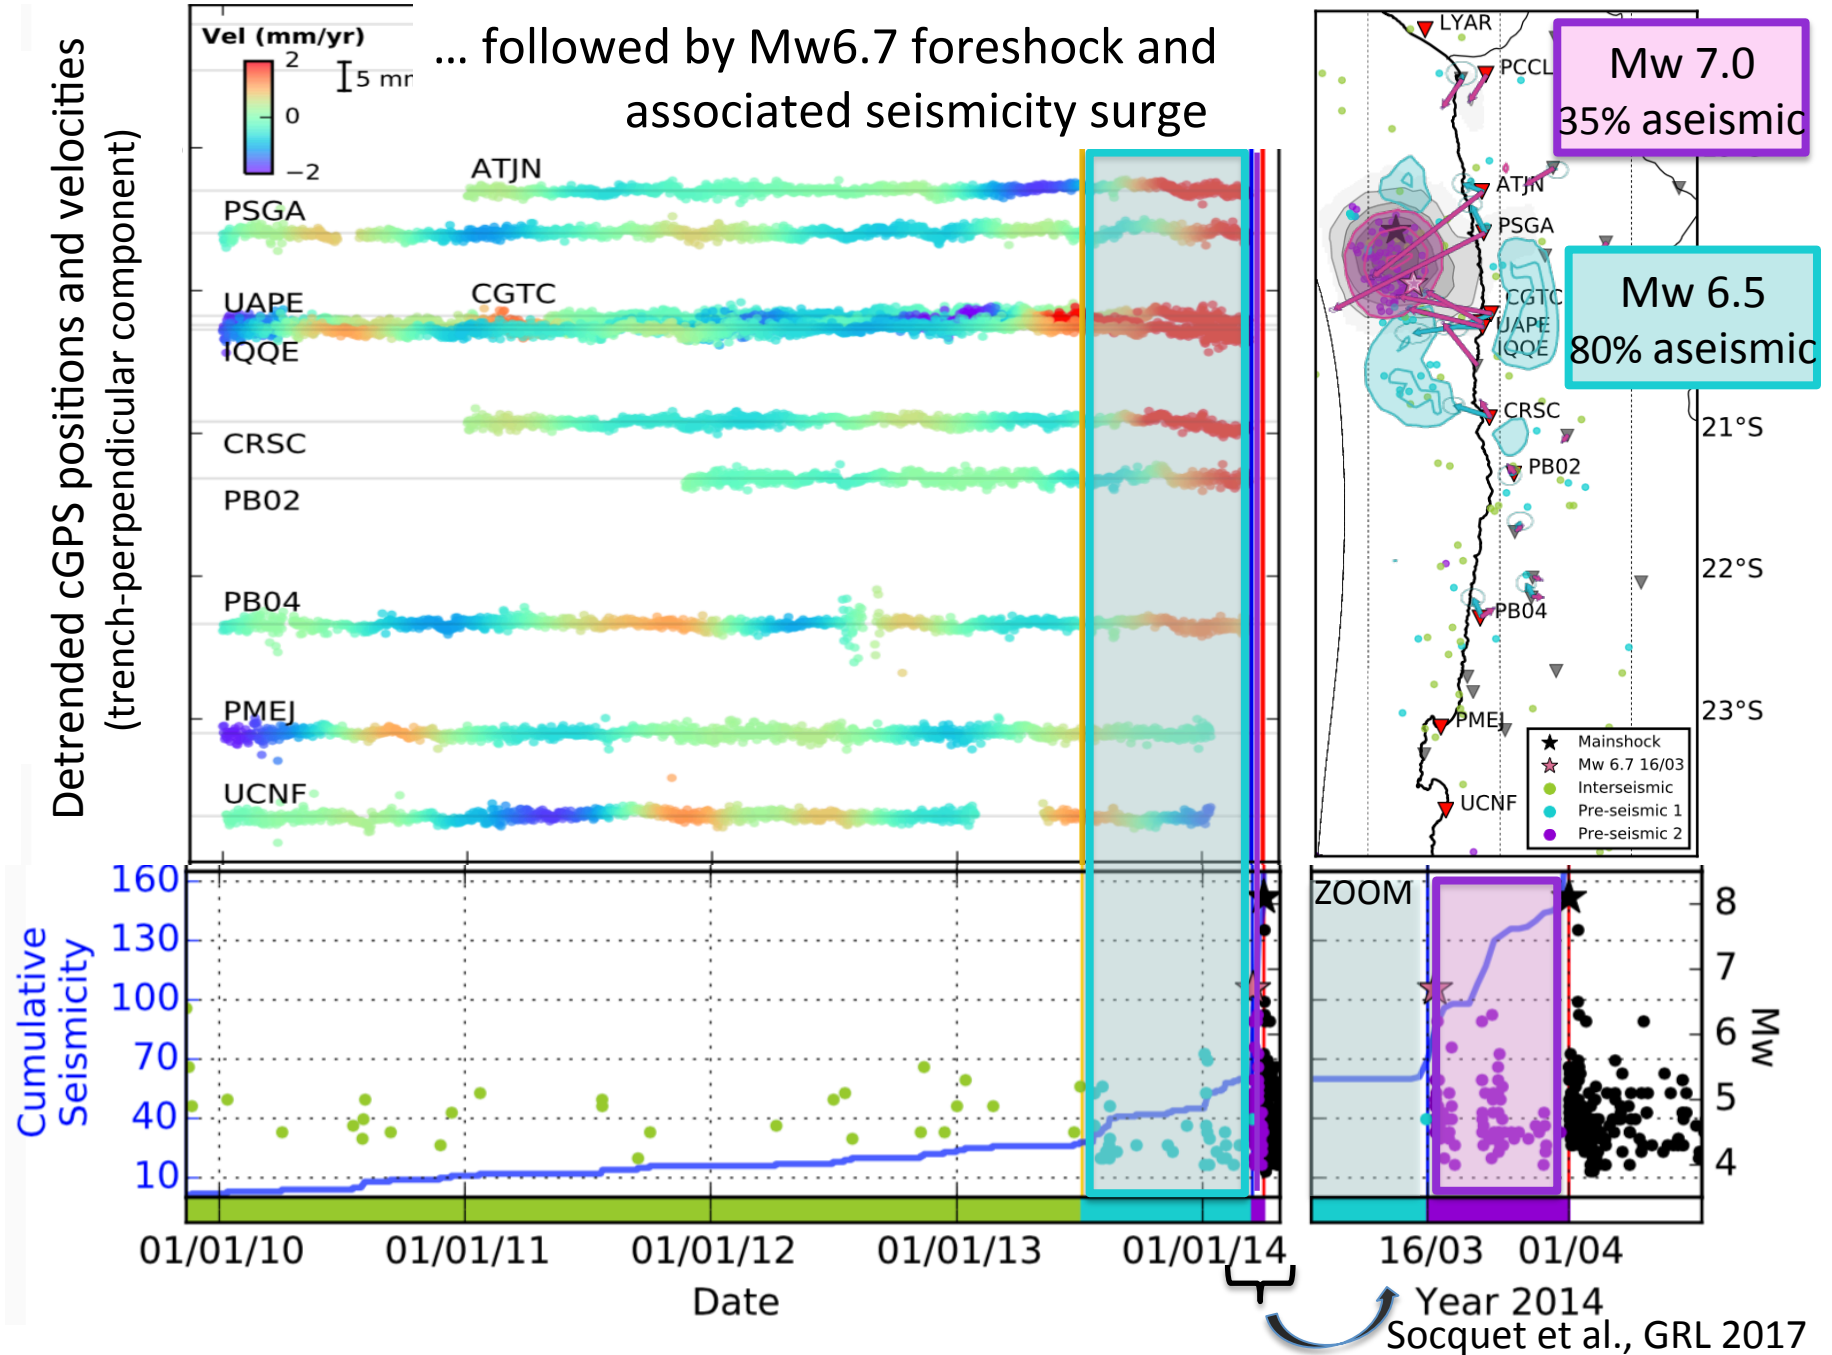 ... followed by Mw6.7 foreshock and
associated seismicity surge
Detrended cGPS positions and velocities
(trench-perpendicular component)
Vel (mm/yr)
2
0
−2
5 mm
ATJN
PSGA
UAPE
CGTC
IQQE
CRSC
PB02
PB04
PMEJ
UCNF
LYAR
PCCL
ATJN
PSGA
CGTC
UAPE
IQQE
CRSC
PB02
PB04
PMEJ
UCNF
Mw 7.0
35% aseismic
Mw 6.5
80% aseismic
21°S
22°S
23°S
Mainshock
Mw 6.7 16/03
Interseismic
Pre-seismic 1
Pre-seismic 2
Cumulative
Seismicity
160
130
100
70
40
10
01/01/10
01/01/11
01/01/12
01/01/13
01/01/14
Date
ZOOM
8
7
6
5
4
Mw
16/03
01/04
Year 2014
Socquet et al., GRL 2017